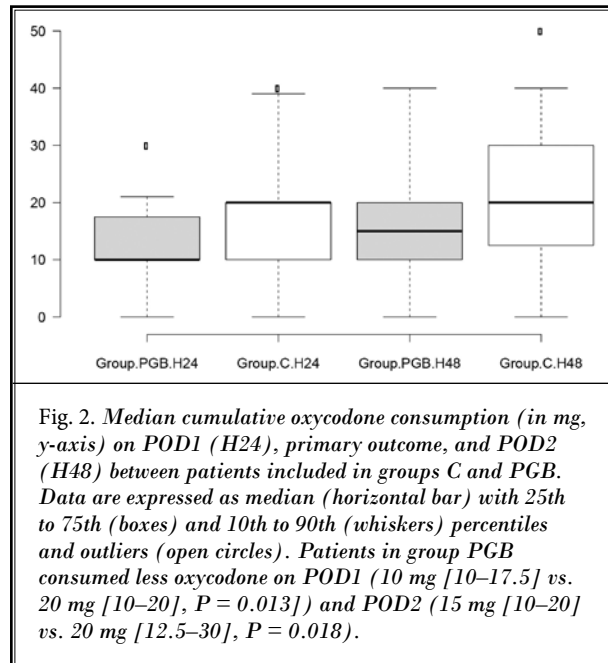 50
40
30
20
10
0
Group.PGB.H24 Group.C.H24 Group.PGB.H48 Group.C.H48
Fig. 2. Median cumulative oxycodone consumption (in mg,
y-axis) on POD1 (H24), primary outcome, and POD2
(H48) between patients included in groups C and PGB.
Data are expressed as median (horizontal bar) with 25th
to 75th (boxes) and 10th to 90th (whiskers) percentiles
and outliers (open circles). Patients in group PGB
consumed less oxycodone on POD1 (10 mg [10–17.5] vs.
20 mg [10–20], P = 0.013]) and POD2 (15 mg [10–20]
vs. 20 mg [12.5–30], P = 0.018).